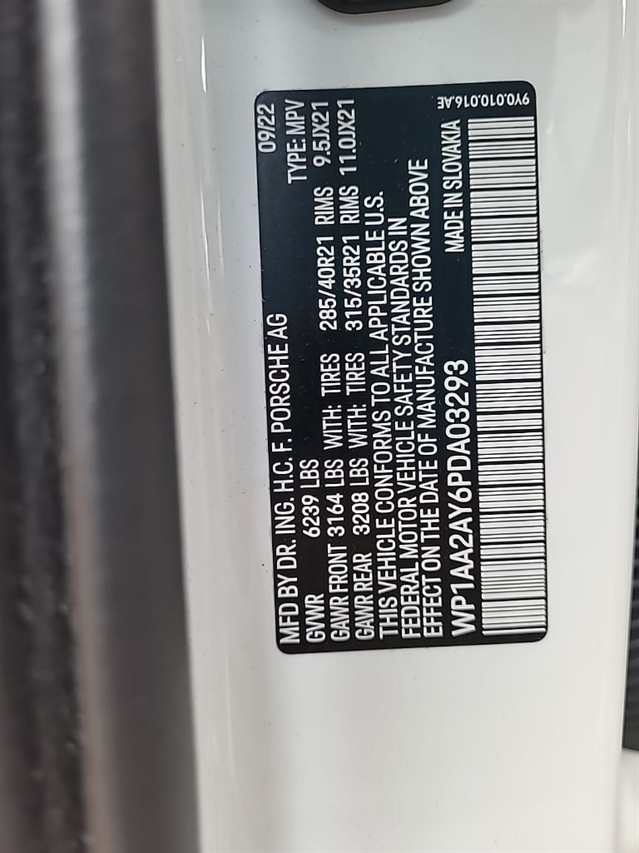 MFD BY DR. ING. H.C. F. PORSCHE AG 09/22
GVWR 6239 LBS TYPE: MPV
GAWR FRONT 3164 LBS WITH: TIRES 285/40R21 RIMS 9.5JX21
GAWR REAR 3208 LBS WITH: TIRES 315/35R21 RIMS 11.0JX21
THIS VEHICLE CONFORMS TO ALL APPLICABLE U.S.
FEDERAL MOTOR VEHICLE SAFETY STANDARDS IN
EFFECT ON THE DATE OF MANUFACTURE SHOWN ABOVE
WP1AA2AY6PDA03293 MADE IN SLOVAKIA
9Y0.010.016.AE